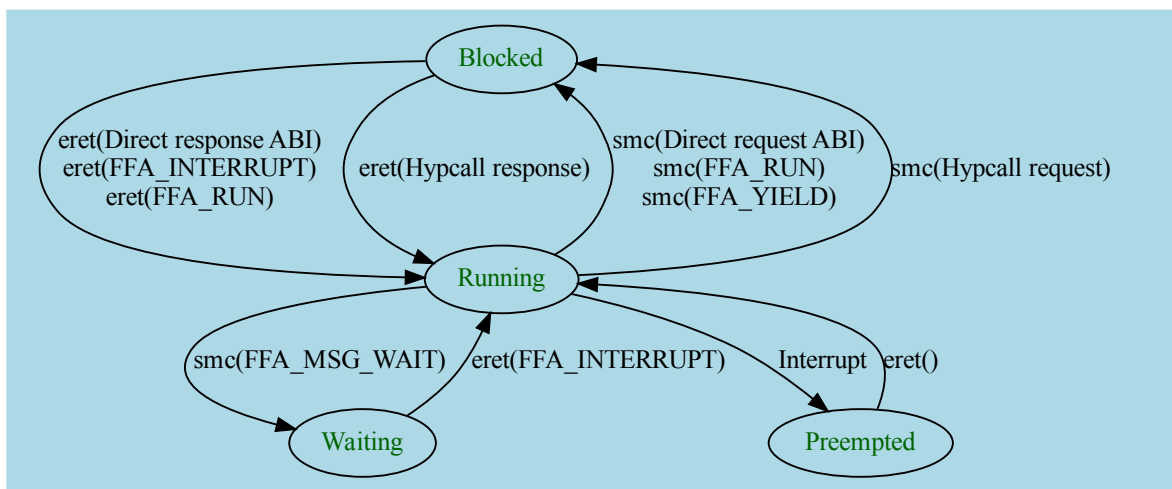 Blocked
eret(Direct response ABI)
eret(FFA_INTERRUPT)
eret(FFA_RUN)
eret(Hypcall response)
smc(Direct request ABI)
smc(FFA_RUN)
smc(FFA_YIELD)
smc(Hypcall request)
Running
smc(FFA_MSG_WAIT)
eret(FFA_INTERRUPT)
Interrupt
eret()
Waiting
Preempted